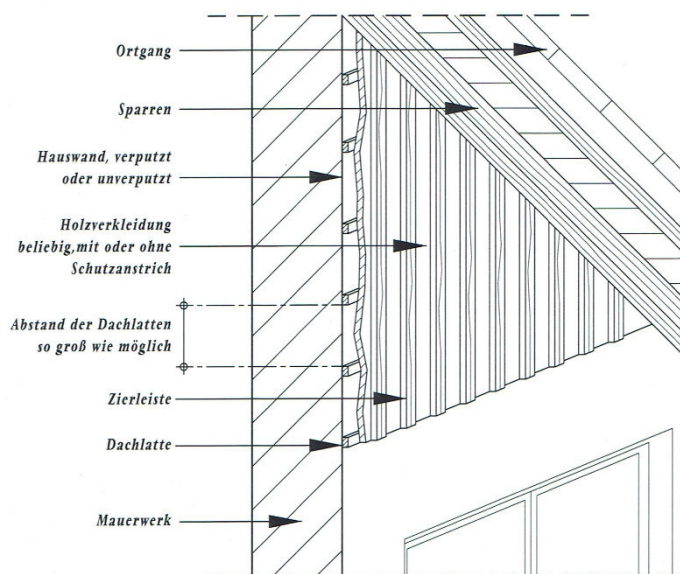 Ortgang
Sparren
Hauswand, verputzt
oder unverputzt
Holzverkleidung
beliebig,mit oder ohne
Schutzanstrich
Abstand der Dachlatten
so groß wie möglich
Zierleiste
Dachlatte
Mauerwerk